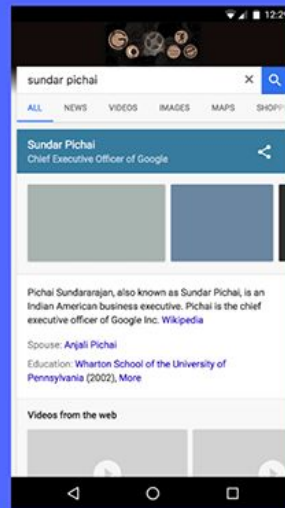 12:29
sundar pichai
ALL NEWS VIDEOS IMAGES MAPS SHOPP
Sundar Pichai
Chief Executive Officer of Google
Pichai Sundararajan, also known as Sundar Pichai, is an
Indian American business executive. Pichai is the chief
executive officer of Google Inc. Wikipedia
Spouse: Anjali Pichai
Education: Wharton School of the University of
Pennsylvania (2002), More
Videos from the web